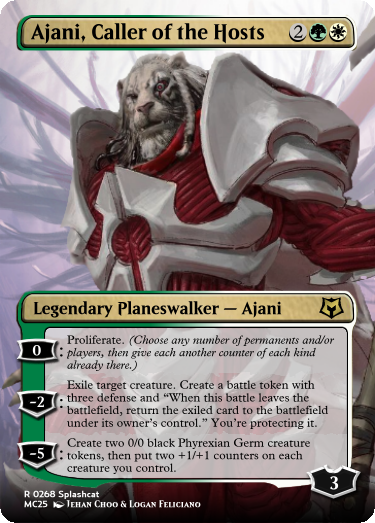 Ajani, Caller of the Hosts 2
Legendary Planeswalker — Ajani
0: Proliferate. (Choose any number of permanents and/or
players, then give each another counter of each kind
already there.)
-2: Exile target creature. Create a battle token with
three defense and “When this battle leaves the
battlefield, return the exiled card to the battlefield
under its owner’s control.” You’re protecting it.
-5: Create two 0/0 black Phyrexian Germ creature
tokens, then put two +1/+1 counters on each
creature you control.
3
R 0268 Splashcat
MC25 Jehan Choo & Logan Feliciano